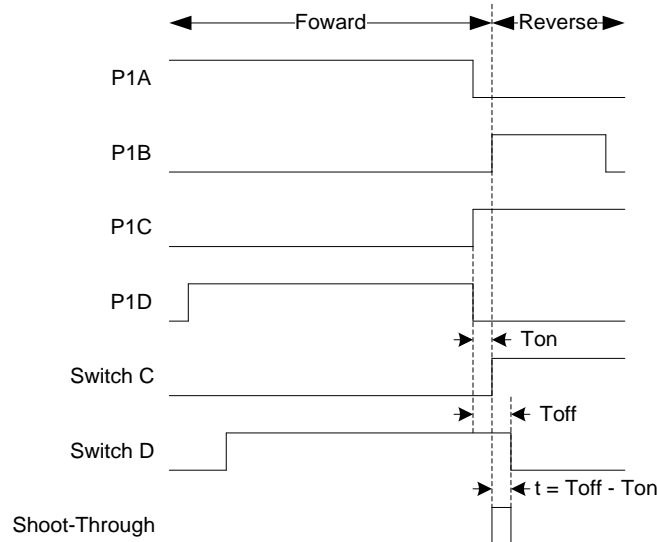 Foward
Reverse
P1A
P1B
P1C
P1D
Ton
Switch C
Toff
Switch D
t = Toff - Ton
Shoot-Through